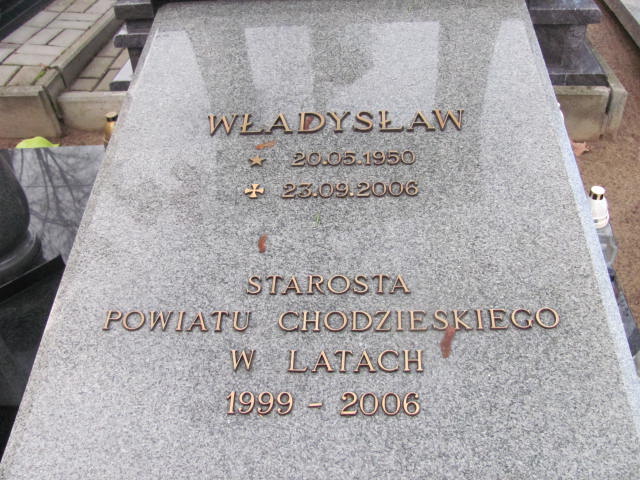 WŁADYSŁAW
20.05.1950
23.09.2006
STAROSTA
POWIATU CHODZIESKIEGO
W LATACH
1999 - 2006